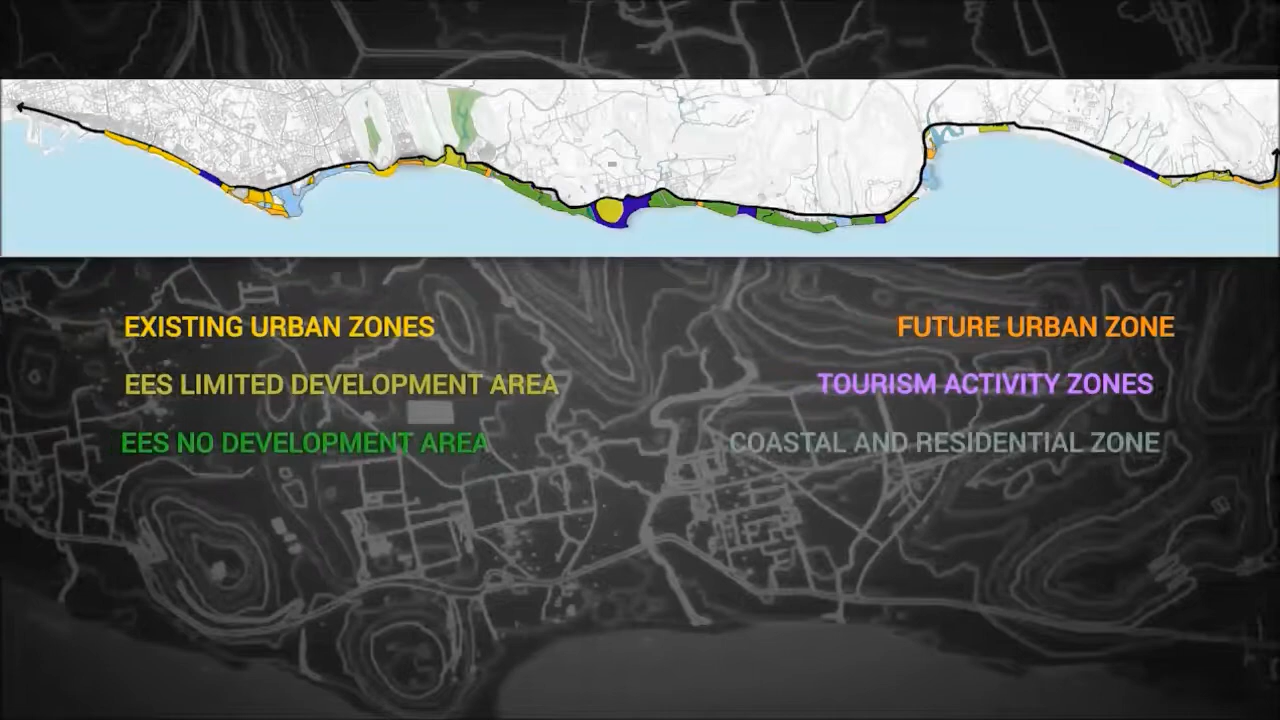 EXISTING URBAN ZONES
FUTURE URBAN ZONE
EES LIMITED DEVELOPMENT AREA
TOURISM ACTIVITY ZONES
EES NO DEVELOPMENT AREA
COASTAL AND RESIDENTIAL ZONE